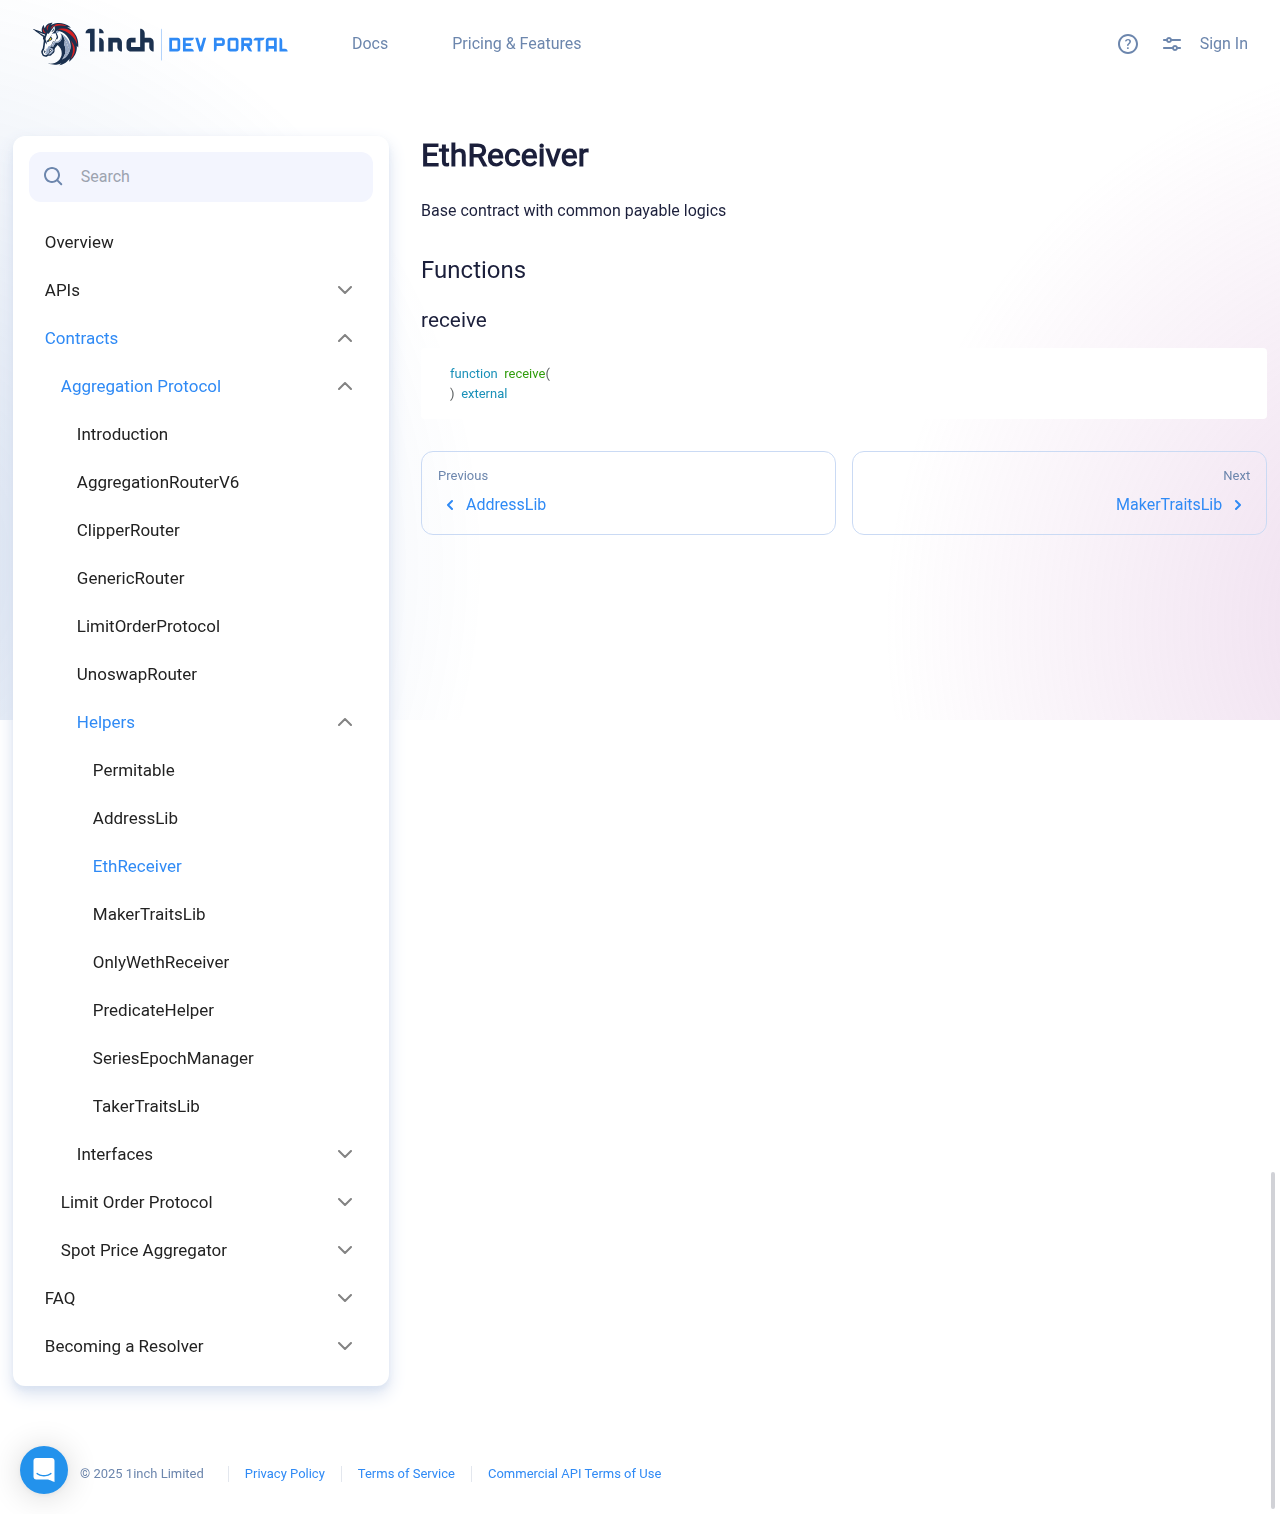 1inch DEV PORTAL
Docs
Pricing & Features
Sign In
Search
Overview
APIs
Contracts
Aggregation Protocol
Introduction
AggregationRouterV6
ClipperRouter
GenericRouter
LimitOrderProtocol
UnoswapRouter
Helpers
Permitable
AddressLib
EthReceiver
MakerTraitsLib
OnlyWethReceiver
PredicateHelper
SeriesEpochManager
TakerTraitsLib
Interfaces
Limit Order Protocol
Spot Price Aggregator
FAQ
Becoming a Resolver
EthReceiver
Base contract with common payable logics
Functions
receive
function receive(
) external
Previous
AddressLib
Next
MakerTraitsLib
© 2025 1inch Limited
Privacy Policy
Terms of Service
Commercial API Terms of Use